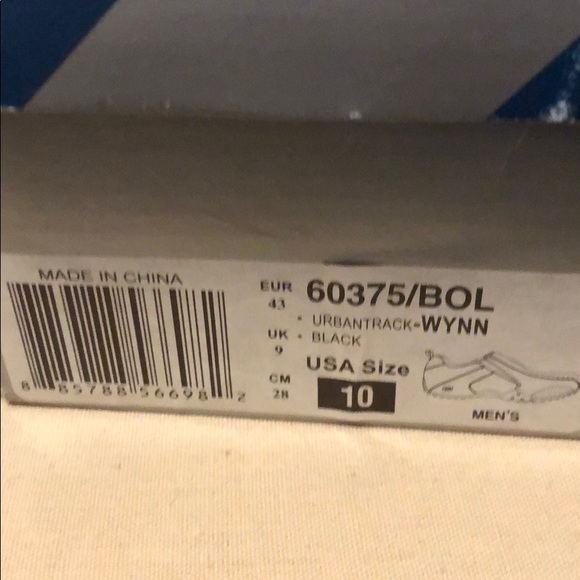 MADE IN CHINA
8 85788 56698 2
EUR
43
UK
9
CM
28
60375/BOL
• URBANTRACK-WYNN
• BLACK
USA Size
10
MEN'S